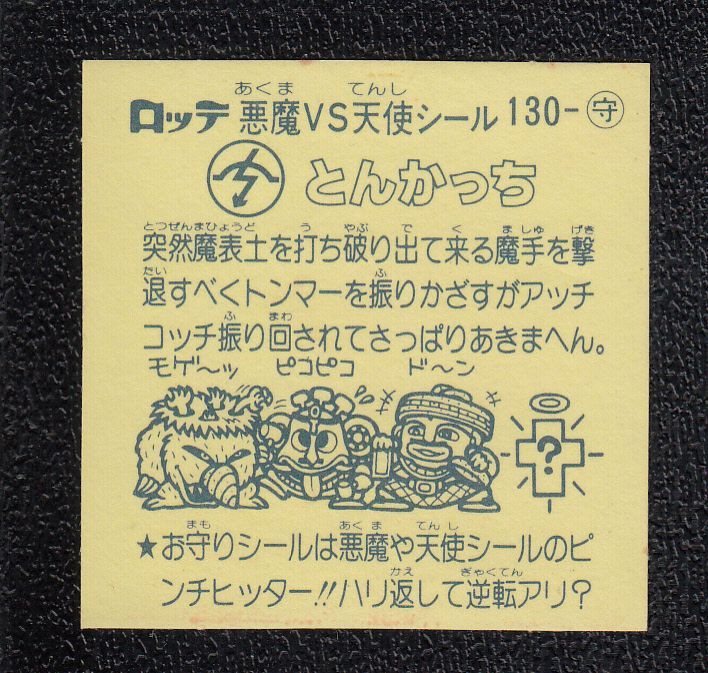 ロッテ 悪魔VS天使シール 130-守
あくま てんし
とんかっち
とつぜんまひょうど う やぶ で く ましゅ げき
突然魔表土を打ち破り出て来る魔手を撃
たい ふ
退すべくトンマーを振りかざすがアッチ
ふ まわ
コッチ振り回されてさっぱりあきまへん。
モゲ〜ッ ピコピコ ド〜ン
?
まも あくま てんし
★お守りシールは悪魔や天使シールのピ
かえ ぎゃくてん
ンチヒッター!!ハリ返して逆転アリ?